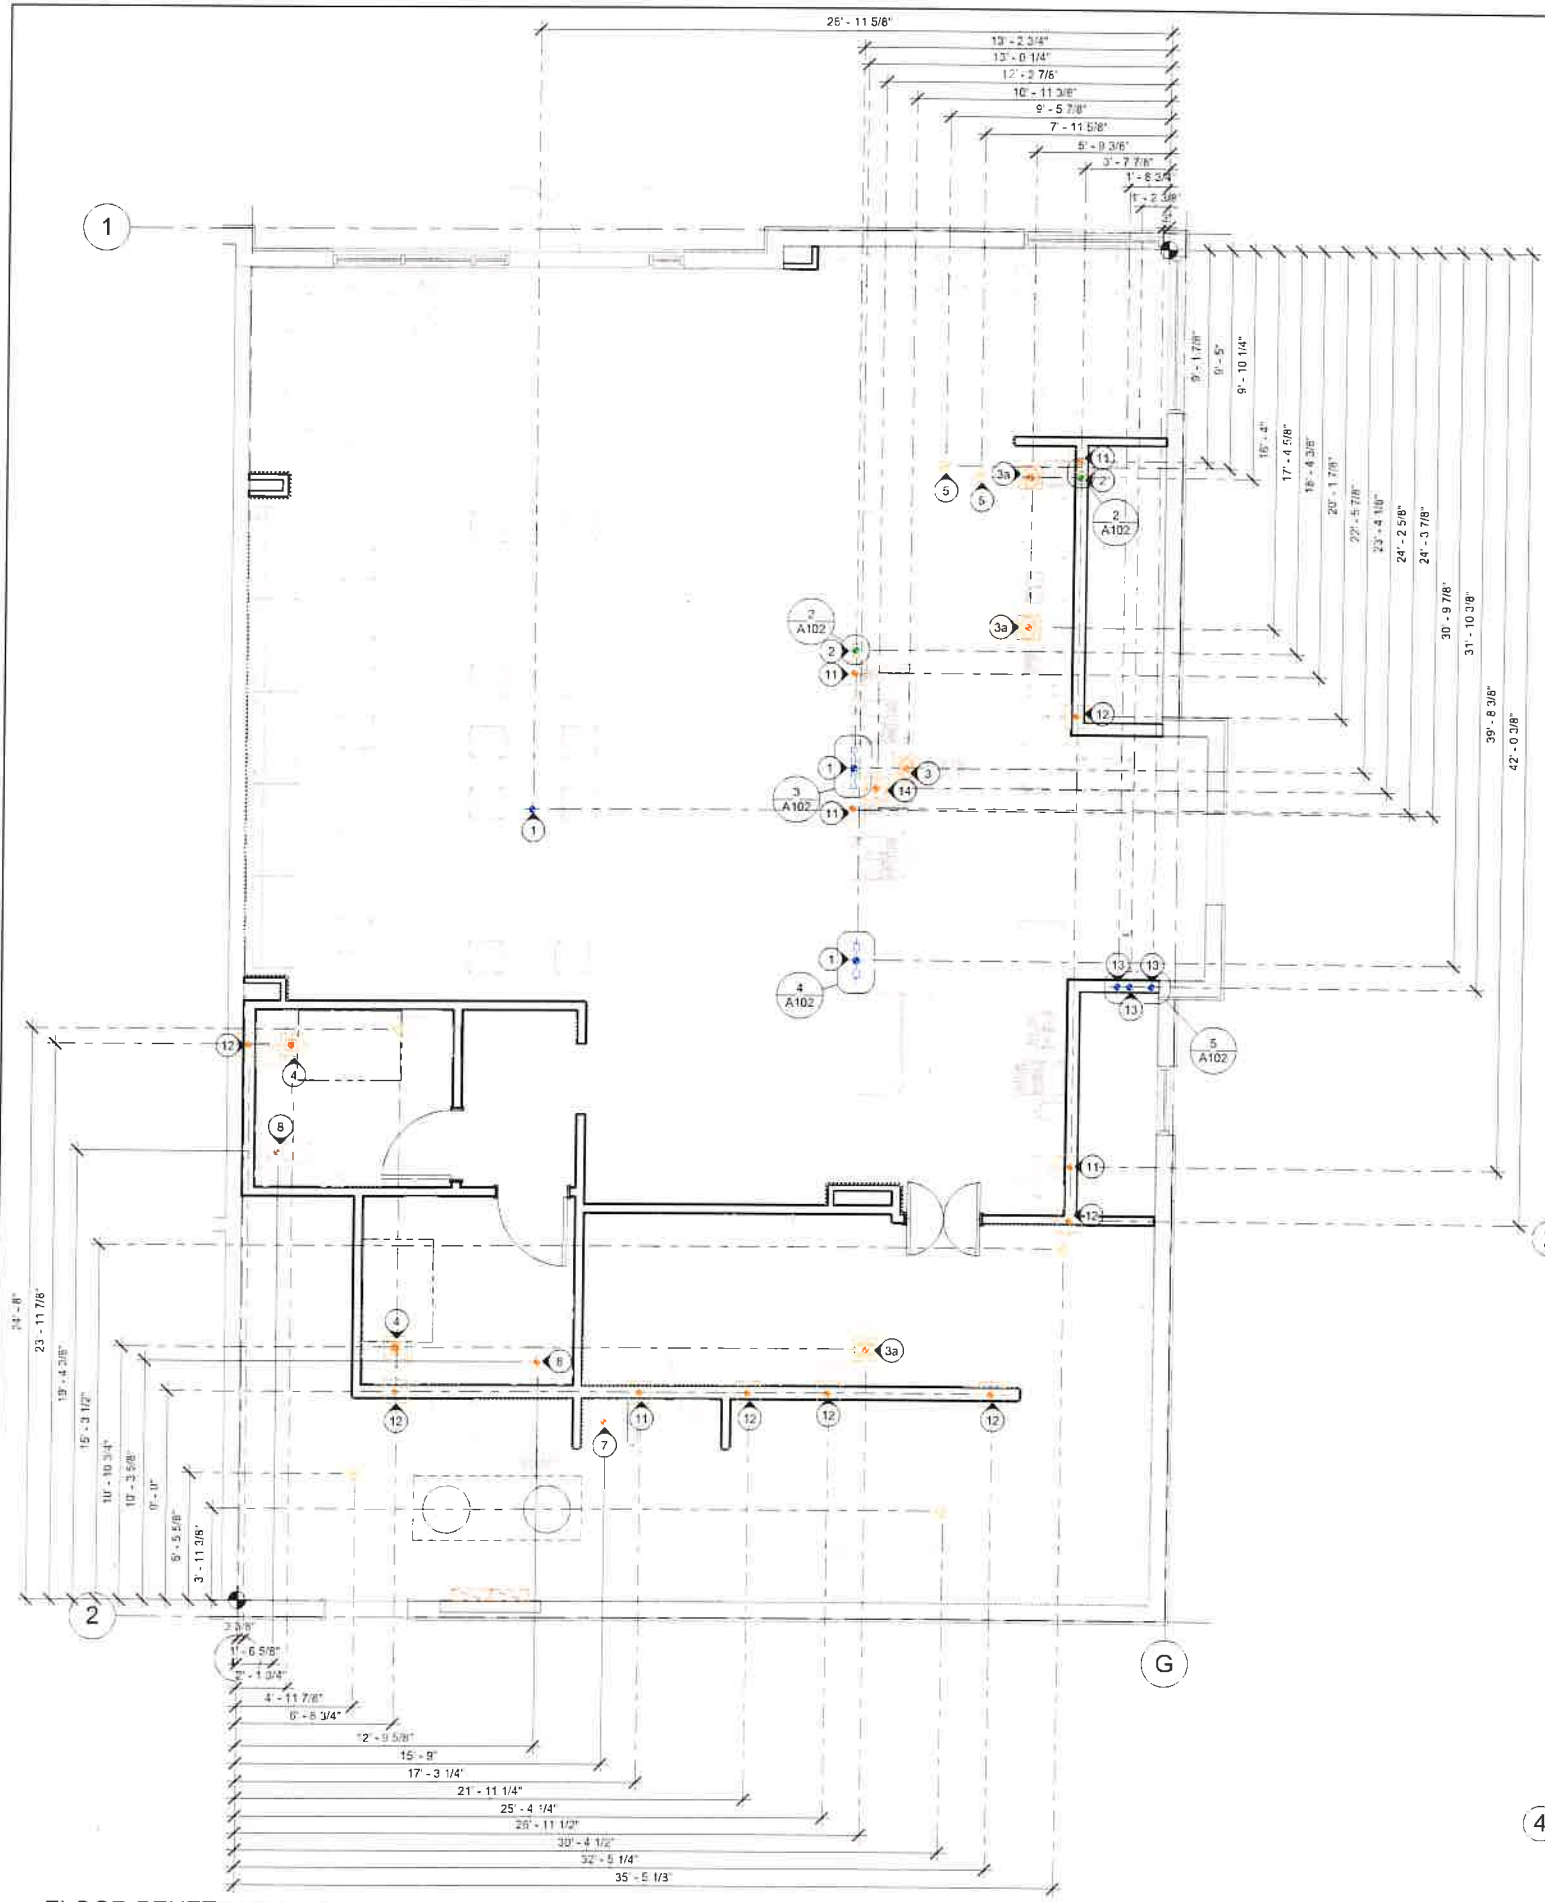 26' - 11 5/8"
13' - 2 3/4"
13' - 0 1/4"
12' - 2 7/8"
10' - 11 3/8"
9' - 5 7/8"
7' - 11 5/8"
5' - 9 3/8"
3' - 7 7/8"
1' - 8 3/4"
1' - 2 3/8"
1
9' - 1 7/8"
9' - 5"
9' - 10 1/4"
16' - 4"
17' - 4 5/8"
18' - 4 3/8"
20' - 1 7/8"
22' - 5 7/8"
23' - 4 1/8"
24' - 2 5/8"
24' - 3 7/8"
30' - 9 7/8"
31' - 10 3/8"
39' - 8 3/8"
42' - 0 3/8"
11
3a
2
5
5
2
A102
3a
2
A102
2
11
12
1
3
14
3
A102
11
1
1
4
A102
13
13
13
5
A102
12
4
8
11
12
4
3a
12
11
12
12
12
7
24' - 8"
23' - 11 7/8"
19' - 4 3/8"
15' - 3 1/2"
10' - 10 3/4"
10' - 3 5/8"
9' - 0"
5' - 5 5/8"
3' - 11 3/8"
2
G
1' - 6 5/8"
2' - 1 3/4"
4' - 11 7/8"
6' - 8 3/4"
12' - 9 5/8"
15' - 9"
17' - 3 1/4"
21' - 11 1/4"
25' - 4 1/4"
26' - 11 1/2"
30' - 4 1/2"
32' - 5 1/4"
35' - 5 1/8"
4